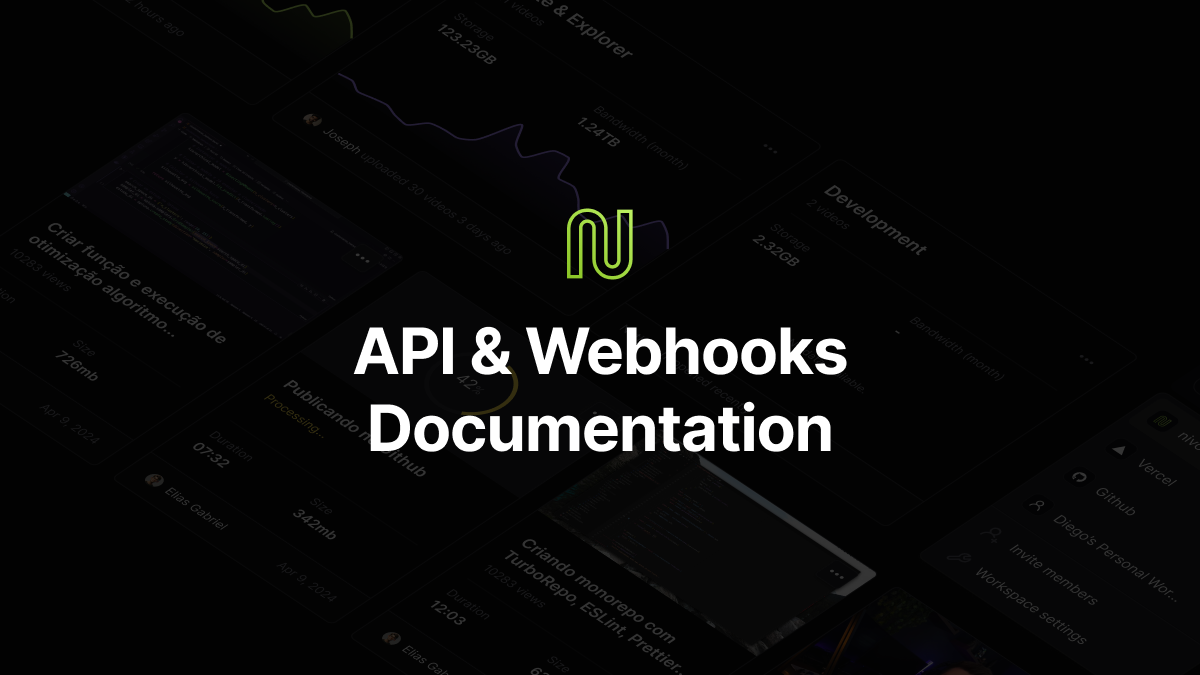 2 hours ago
e & Explorer
videos
Storage
123.23GB
Bandwidth (month)
1.24TB
Joseph uploaded 30 videos 3 days ago
Development
2 videos
Storage
2.32GB
Bandwidth (month)
-
Criar função e execução de
otimização algoritmo...
10283 views
Size
726mb
Apr 9, 2024
API & Webhooks
Documentation
42%
Publicando no github
Processing...
Duration
07:32
Size
342mb
Elias Gabriel
Apr 9, 2024
Criando monorepo com
TurboRepo, ESLint, Prettier...
10283 views
Duration
12:03
Size
Elias Gab
Vercel
Github
Diego's Personal Wor...
Invite members
Workspace settings